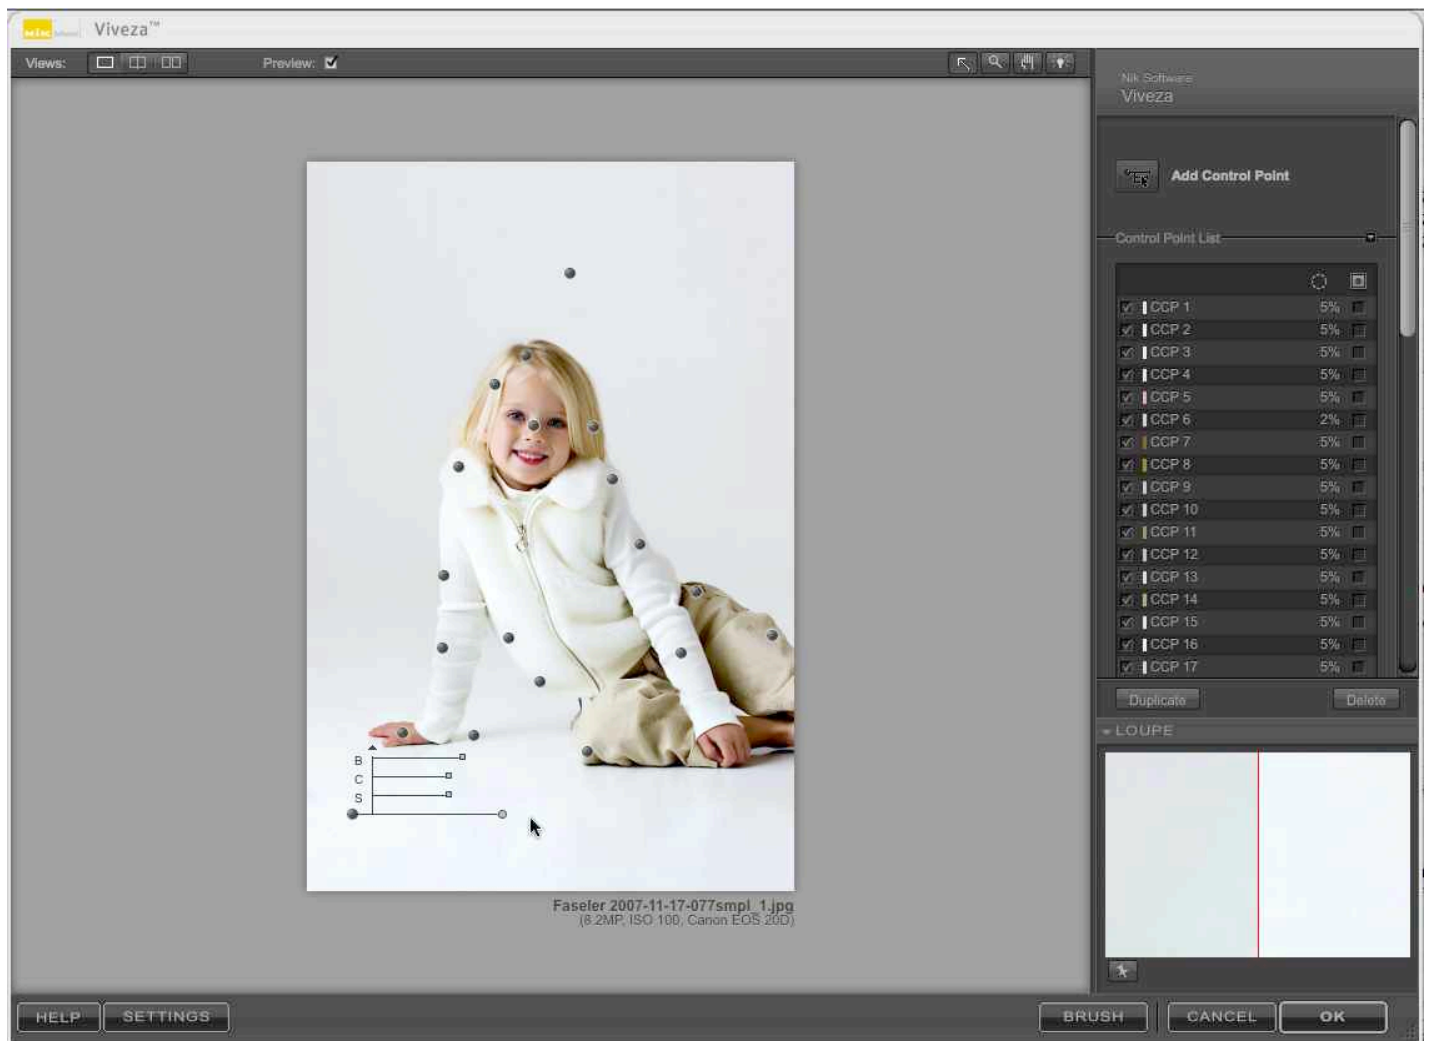 Viveza™
Views:
Preview:
Nik Software
Viveza
Add Control Point
Control Point List
CCP 1 5%
CCP 2 5%
CCP 3 5%
CCP 4 5%
CCP 5 5%
CCP 6 2%
CCP 7 5%
CCP 8 5%
CCP 9 5%
CCP 10 5%
CCP 11 5%
CCP 12 5%
CCP 13 5%
CCP 14 5%
CCP 15 5%
CCP 16 5%
CCP 17 5%
Duplicate Delete
LOUPE
B
C
S
Faseler 2007-11-17-077smpl_1.jpg
(8.2MP, ISO 100, Canon EOS 20D)
HELP SETTINGS BRUSH CANCEL OK